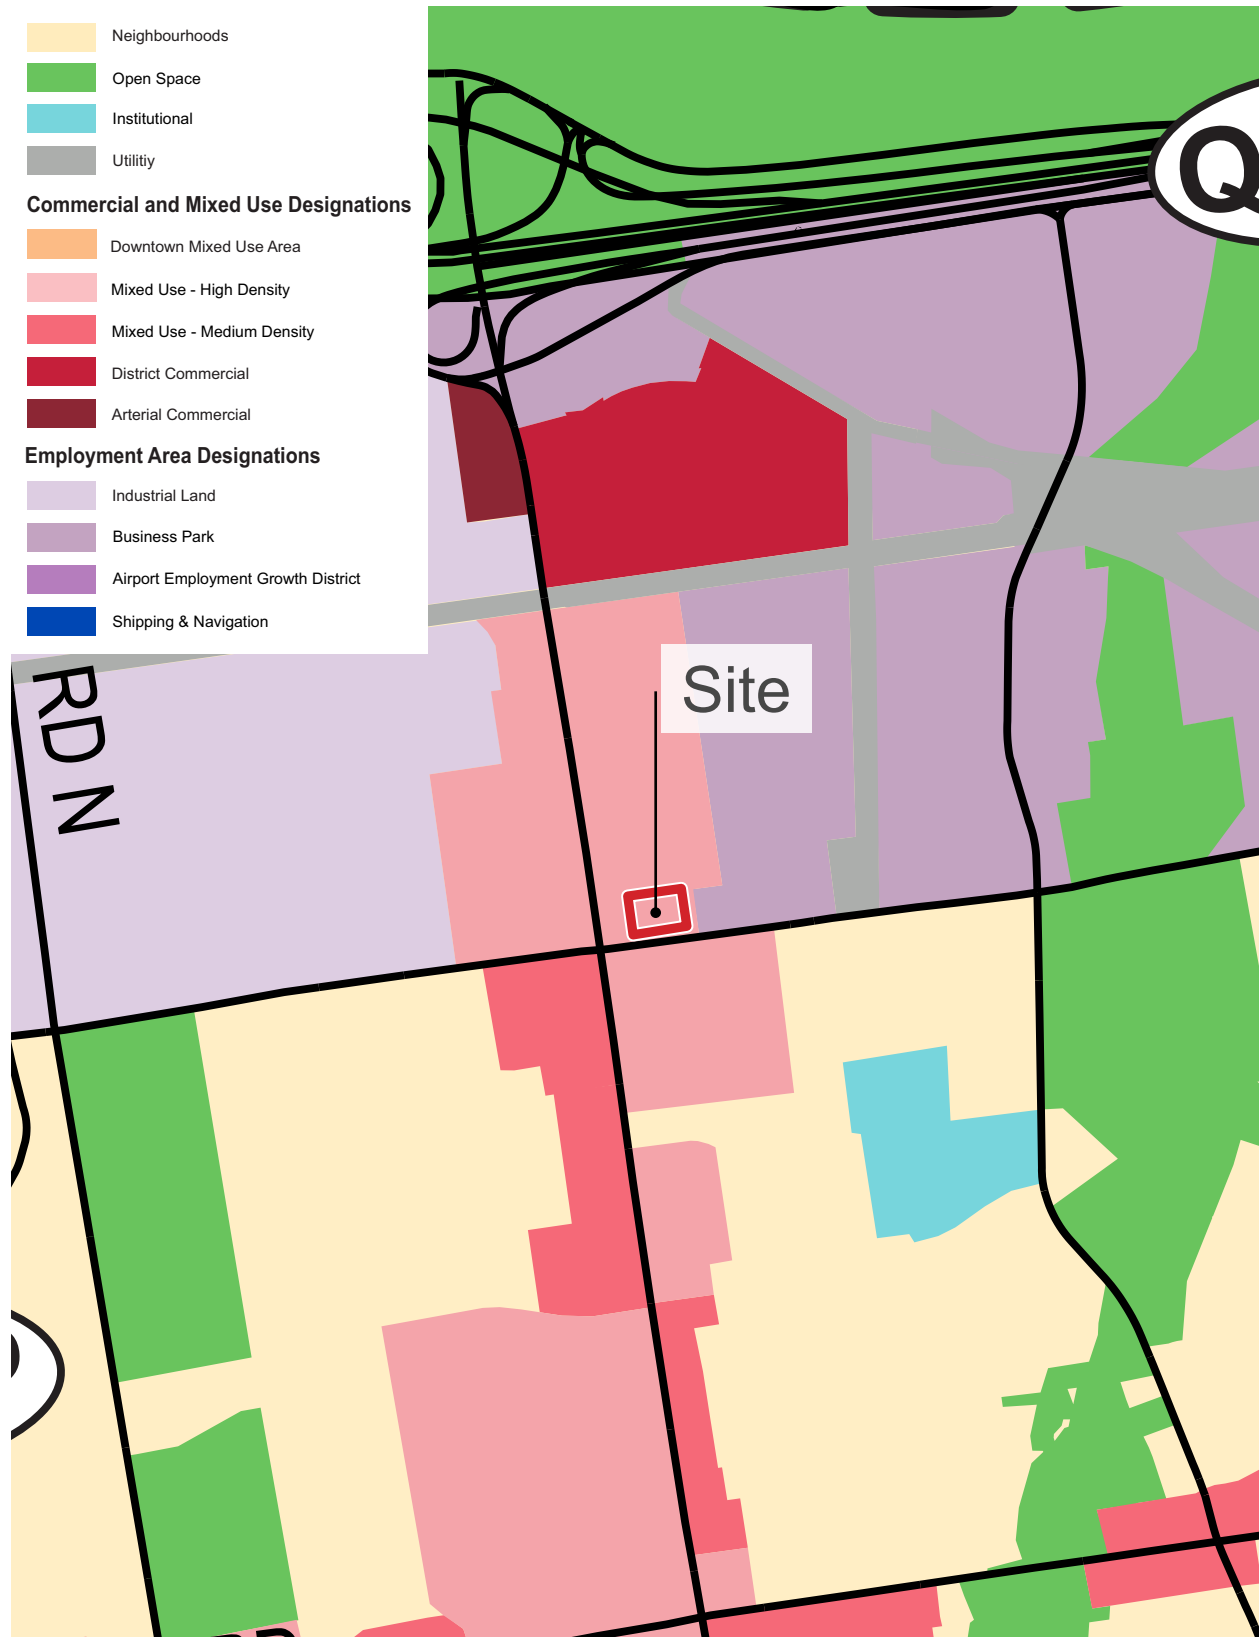 Neighbourhoods
Open Space
Institutional
Utilitiy
Commercial and Mixed Use Designations
Downtown Mixed Use Area
Mixed Use - High Density
Mixed Use - Medium Density
District Commercial
Arterial Commercial
Employment Area Designations
Industrial Land
Business Park
Airport Employment Growth District
Shipping & Navigation
Q
RD N
Site